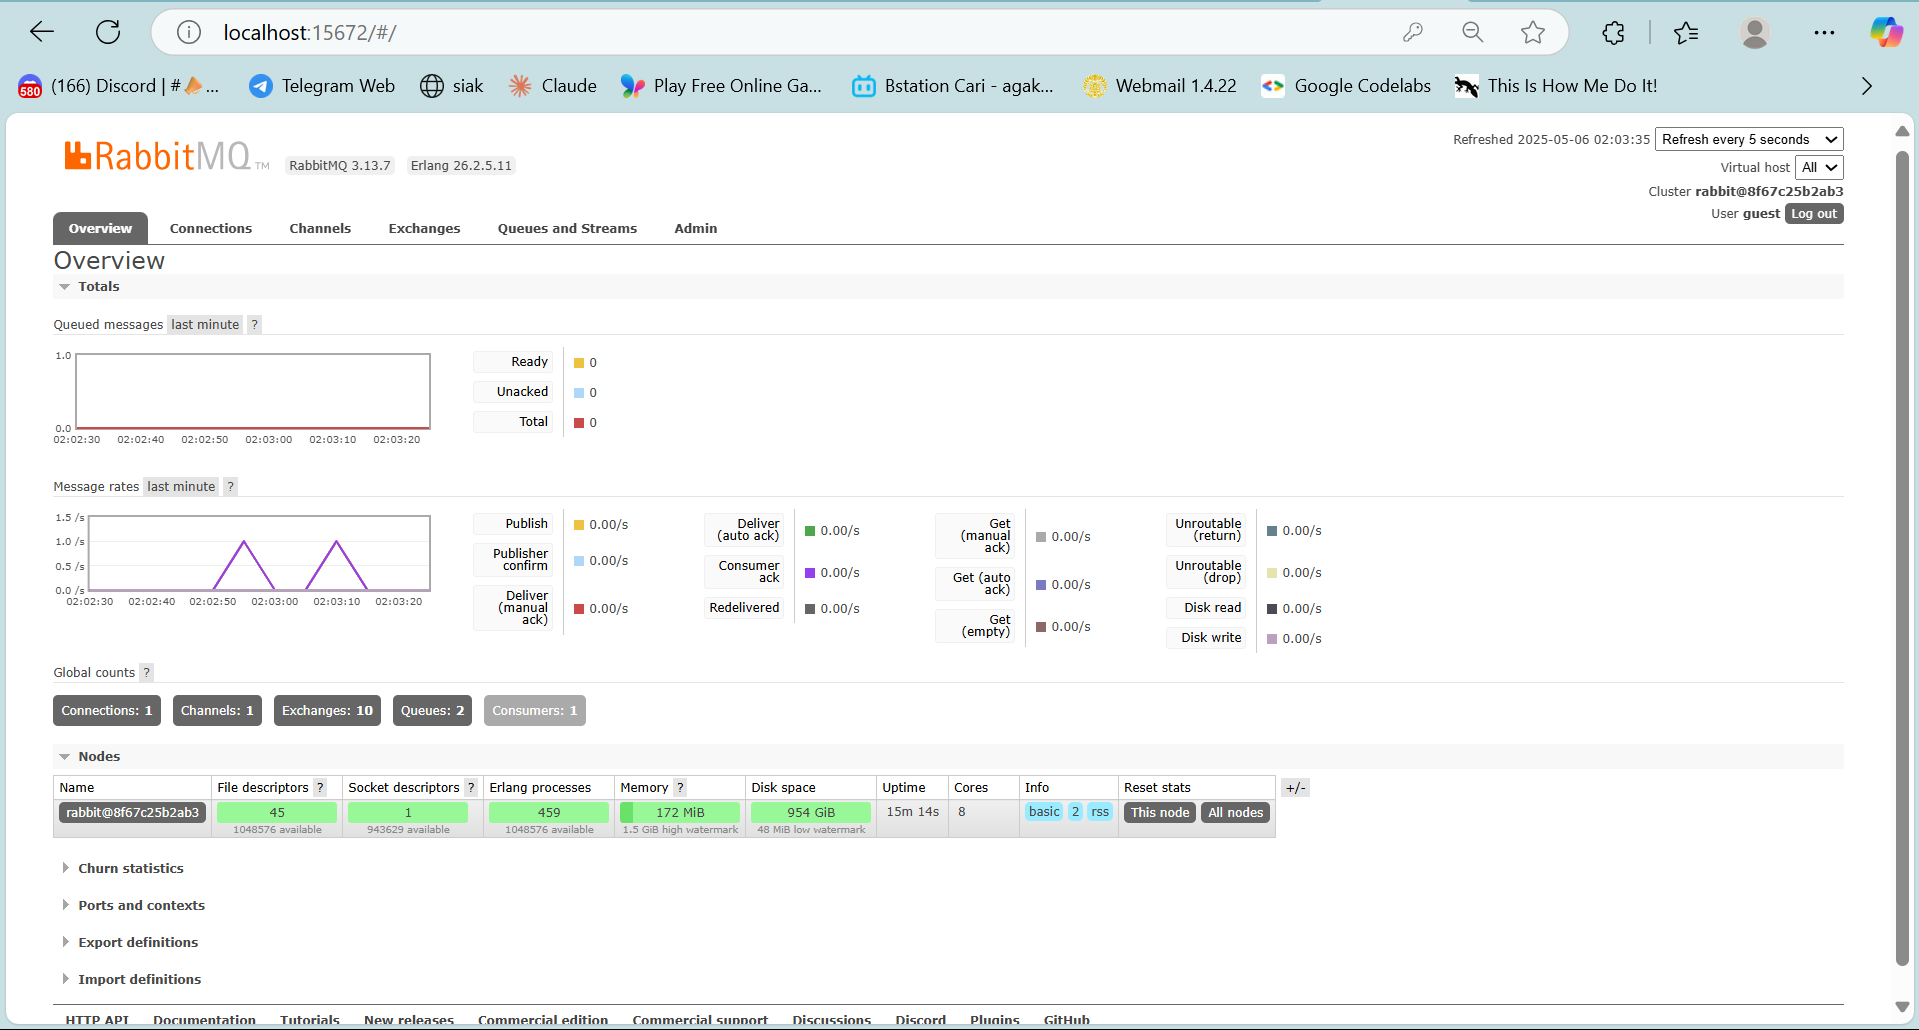 localhost:15672/#/
580 (166) Discord | # ... Telegram Web siak Claude Play Free Online Ga... Bstation Cari - agak... Webmail 1.4.22 Google Codelabs This Is How Me Do It!
RabbitMQ TM RabbitMQ 3.13.7 Erlang 26.2.5.11
Refreshed 2025-05-06 02:03:35 Refresh every 5 seconds
Virtual host All
Cluster rabbit@8f67c25b2ab3
User guest Log out
Overview Connections Channels Exchanges Queues and Streams Admin
Overview
Totals
Queued messages last minute ?
1.0
0.0
02:02:30 02:02:40 02:02:50 02:03:00 02:03:10 02:03:20
Ready 0
Unacked 0
Total 0
Message rates last minute ?
1.5 /s
1.0 /s
0.5 /s
0.0 /s
02:02:30 02:02:40 02:02:50 02:03:00 02:03:10 02:03:20
Publish 0.00/s
Publisher
confirm 0.00/s
Deliver
(manual
ack) 0.00/s
Deliver
(auto ack) 0.00/s
Consumer
ack 0.00/s
Redelivered 0.00/s
Get
(manual
ack) 0.00/s
Get (auto
ack) 0.00/s
Get
(empty) 0.00/s
Unroutable
(return) 0.00/s
Unroutable
(drop) 0.00/s
Disk read 0.00/s
Disk write 0.00/s
Global counts ?
Connections: 1 Channels: 1 Exchanges: 10 Queues: 2 Consumers: 1
Nodes
Name File descriptors ? Socket descriptors ? Erlang processes Memory ? Disk space Uptime Cores Info Reset stats +/-
rabbit@8f67c25b2ab3 45 1 459 172 MiB 954 GiB 15m 14s 8 basic 2 rss This node All nodes
1048576 available 943629 available 1048576 available 1.5 GiB high watermark 48 MiB low watermark
Churn statistics
Ports and contexts
Export definitions
Import definitions
HTTP API Documentation Tutorials New releases Commercial edition Commercial support Discussions Discord Plugins GitHub